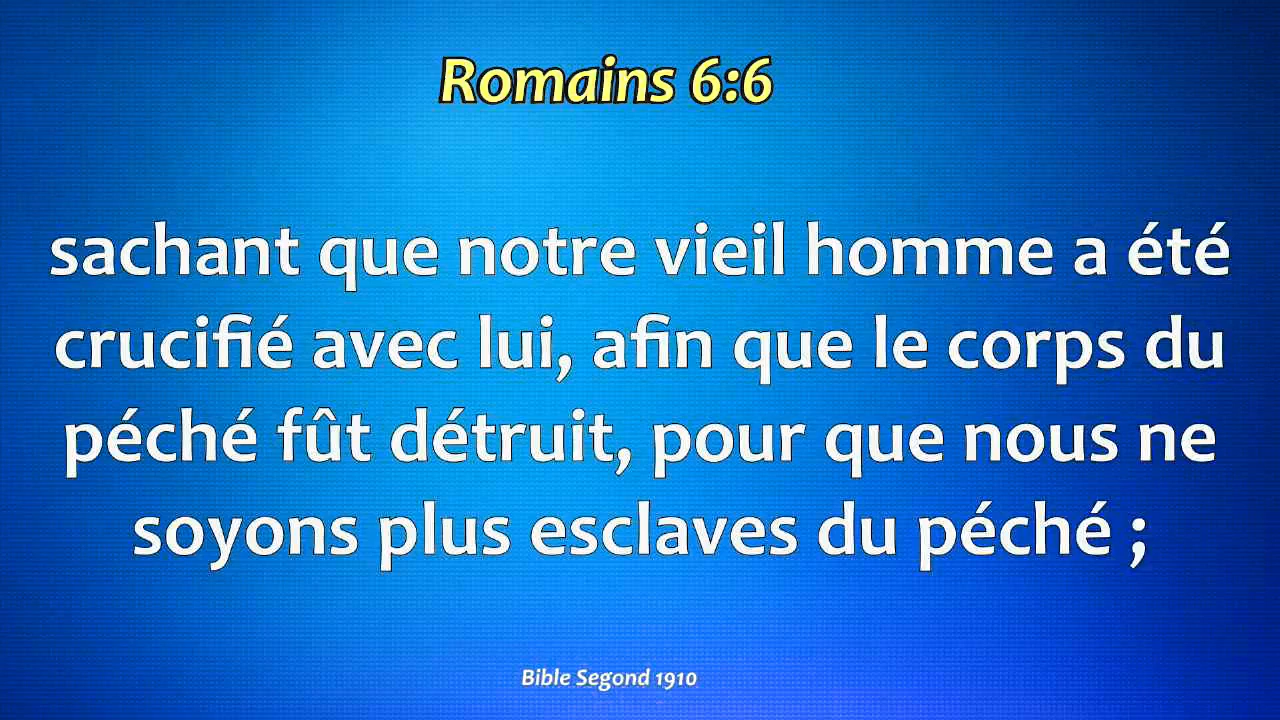 Romains 6:6
sachant que notre vieil homme a été
crucifié avec lui, afin que le corps du
péché fût détruit, pour que nous ne
soyons plus esclaves du péché ;
Bible Segond 1910